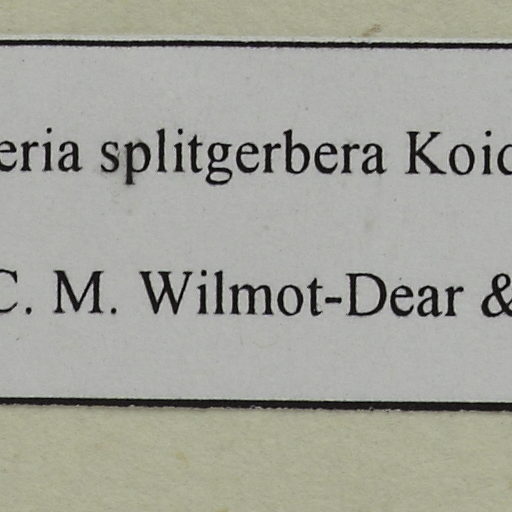 eria splitgerbera Koid
C. M. Wilmot-Dear &